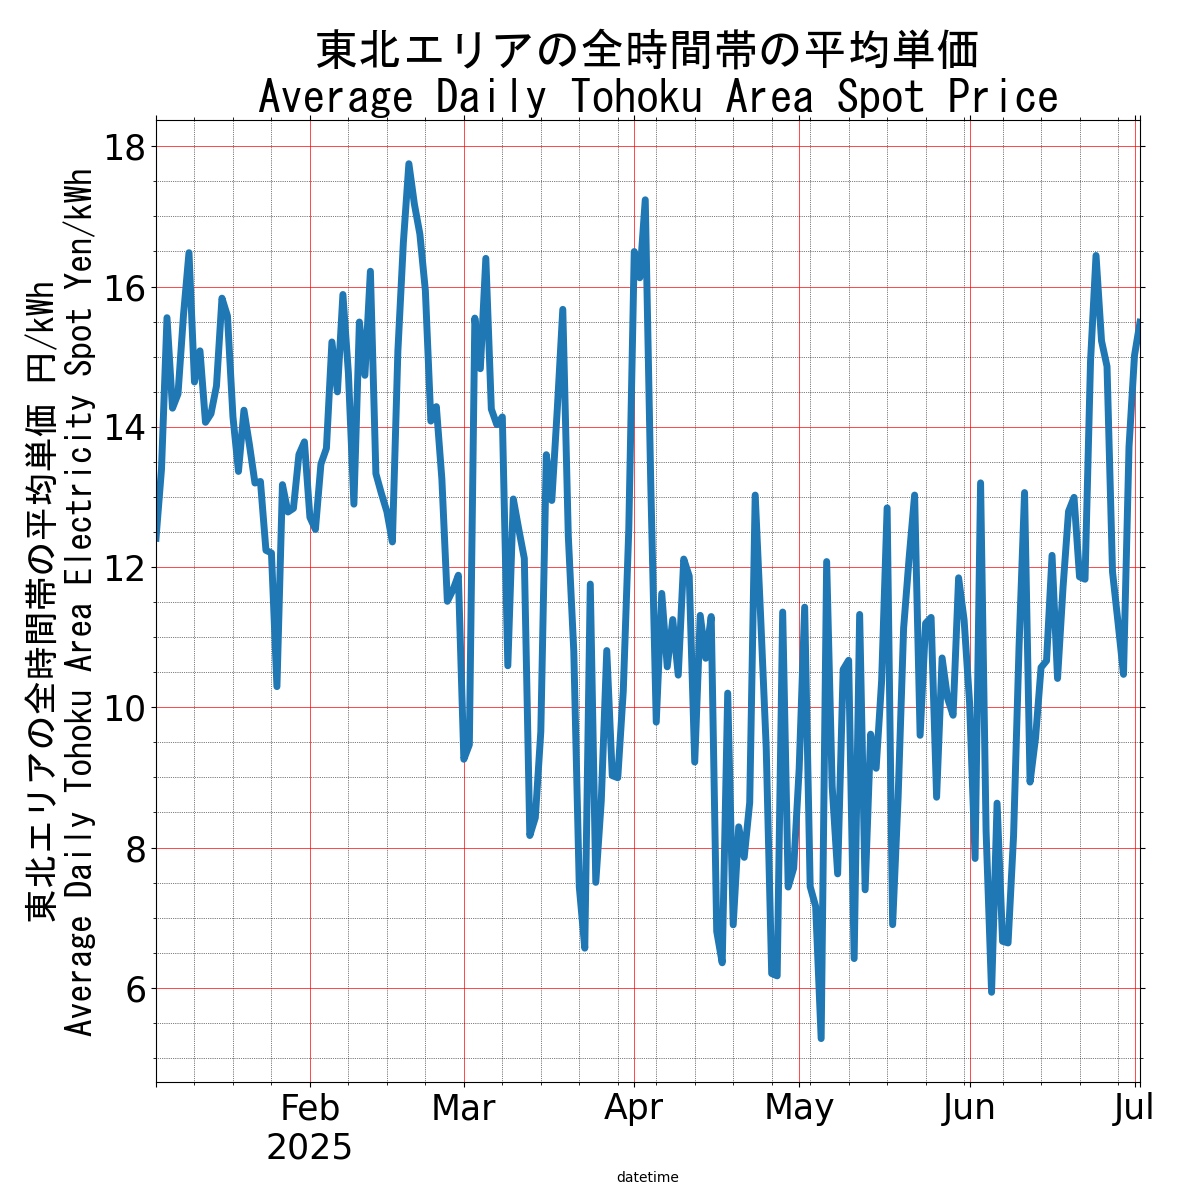 東北エリアの全時間帯の平均単価
Average Daily Tohoku Area Spot Price
東北エリアの全時間帯の平均単価 円/kWh
Average Daily Tohoku Area Electricity Spot Yen/kWh
18
16
14
12
10
8
6
Feb
2025
Mar
Apr
May
Jun
Jul
datetime